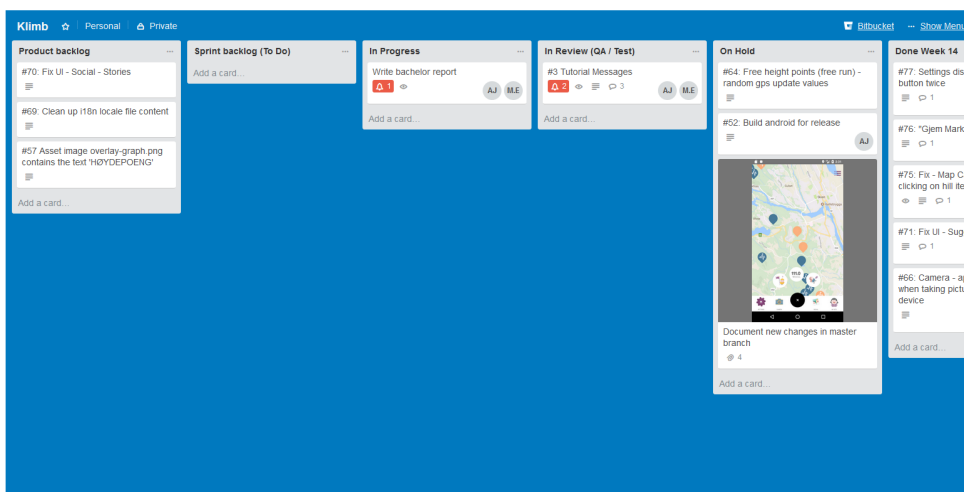 Klimb Personal Private Bitbucket ... Show Menu
Product backlog
#70: Fix UI - Social - Stories
#69: Clean up i18n locale file content
#57 Asset image overlay-graph.png
contains the text 'HØYDEPOENG'
Add a card...
Sprint backlog (To Do)
Add a card...
In Progress
Write bachelor report
1
AJ M.E
Add a card...
In Review (QA / Test)
#3 Tutorial Messages
2 3
AJ M.E
Add a card...
On Hold
#64: Free height points (free run) -
random gps update values
#52: Build android for release
AJ
Document new changes in master
branch
4
Add a card...
Done Week 14
#77: Settings dis
button twice
1
#76: "Gjem Mark
1
#75: Fix - Map C
clicking on hill ite
1
#71: Fix UI - Sug
1
#66: Camera - a
when taking pictu
device
Add a card...